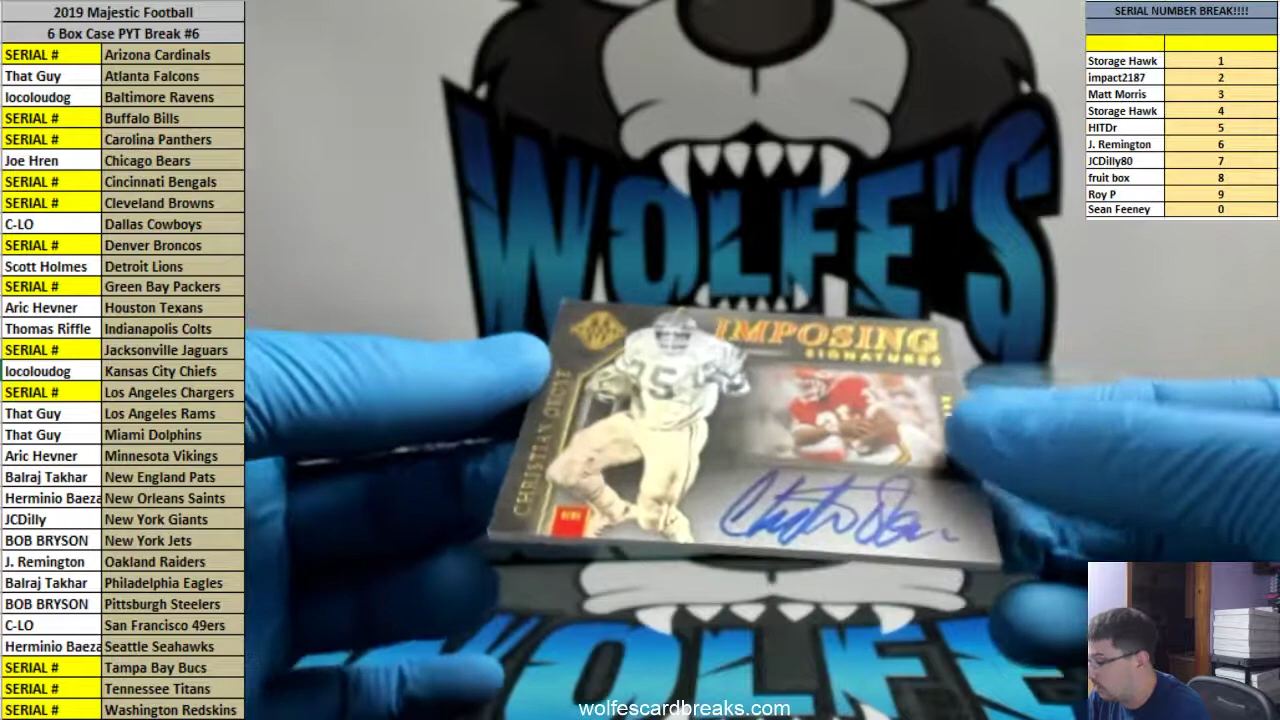 2019 Majestic Football
6 Box Case PYT Break #6
SERIAL # Arizona Cardinals
That Guy Atlanta Falcons
locoloudog Baltimore Ravens
SERIAL # Buffalo Bills
SERIAL # Carolina Panthers
Joe Hren Chicago Bears
SERIAL # Cincinnati Bengals
SERIAL # Cleveland Browns
C-LO Dallas Cowboys
SERIAL # Denver Broncos
Scott Holmes Detroit Lions
SERIAL # Green Bay Packers
Aric Hevner Houston Texans
Thomas Riffle Indianapolis Colts
SERIAL # Jacksonville Jaguars
locoloudog Kansas City Chiefs
SERIAL # Los Angeles Chargers
That Guy Los Angeles Rams
That Guy Miami Dolphins
Aric Hevner Minnesota Vikings
Balraj Takhar New England Pats
Herminio Baeza New Orleans Saints
JCDilly New York Giants
BOB BRYSON New York Jets
J. Remington Oakland Raiders
Balraj Takhar Philadelphia Eagles
BOB BRYSON Pittsburgh Steelers
C-LO San Francisco 49ers
Herminio Baeza Seattle Seahawks
SERIAL # Tampa Bay Bucs
SERIAL # Tennessee Titans
SERIAL # Washington Redskins
WOLFE'S
IMPOSING
SIGNATURES
CHRISTIAN OKOYE
35
WOLFE
wolfescardbreaks.com
SERIAL NUMBER BREAK!!!!
Storage Hawk 1
impact2187 2
Matt Morris 3
Storage Hawk 4
HITDr 5
J. Remington 6
JCDilly80 7
fruit box 8
Roy P 9
Sean Feeney 0